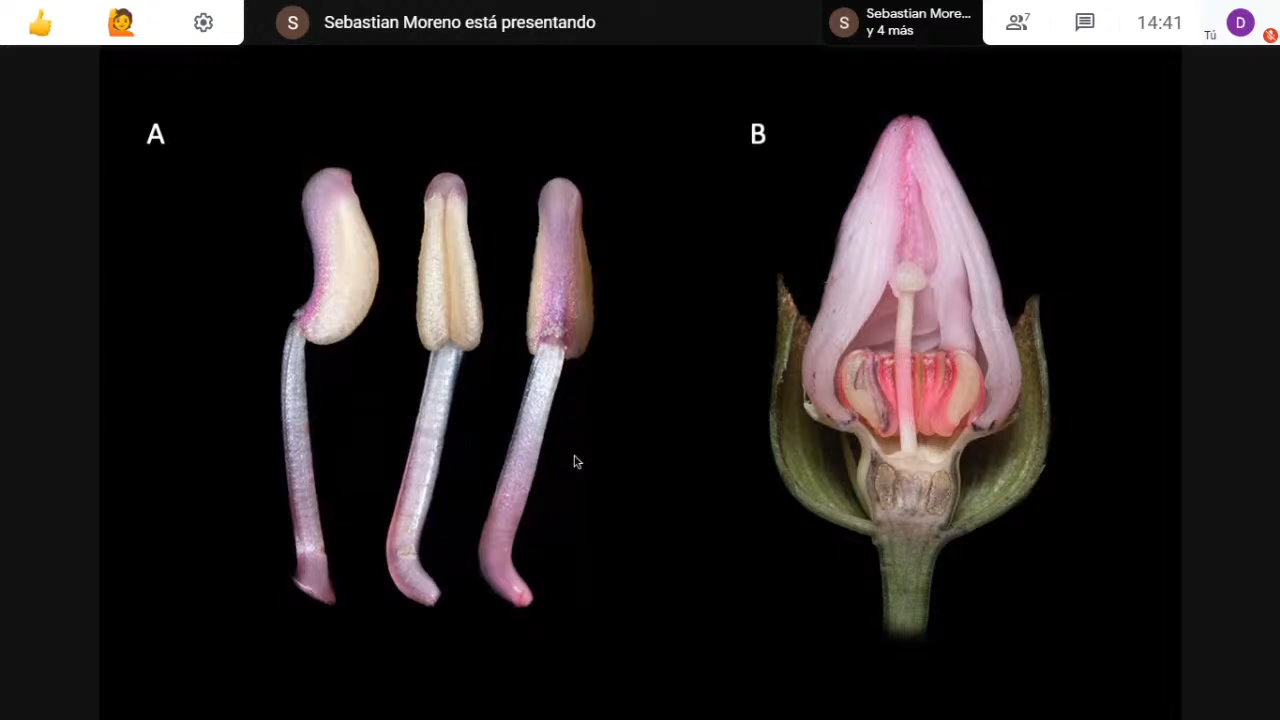 S Sebastian Moreno está presentando
S Sebastian More...
y 4 más
7
14:41
Tú
D
A
B